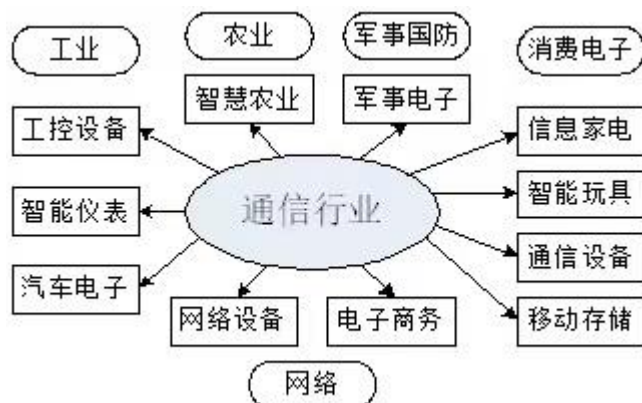 工业
农业
军事国防
消费电子
智慧农业
军事电子
工控设备
信息家电
智能仪表
通信行业
智能玩具
汽车电子
通信设备
网络设备
电子商务
移动存储
网络